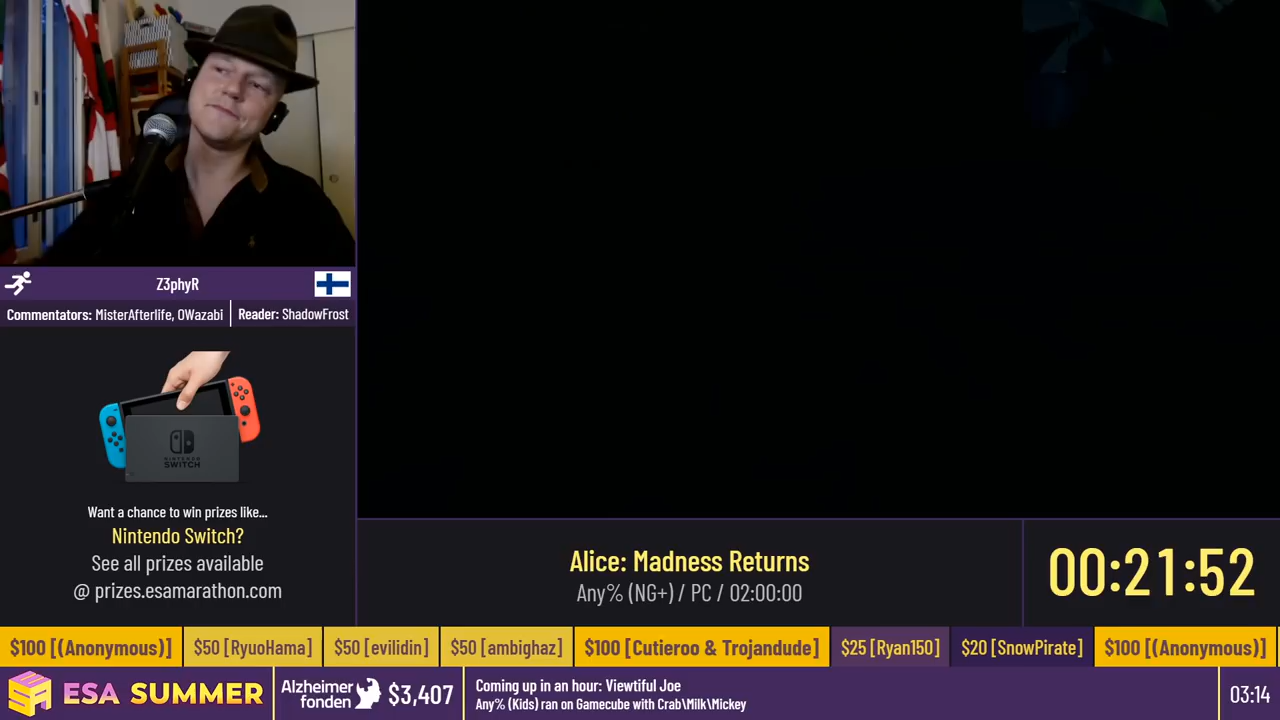 Z3phyR
Commentators: MisterAfterlife, OWazabi
Reader: ShadowFrost
NINTENDO
SWITCH
Want a chance to win prizes like...
Nintendo Switch?
See all prizes available
@ prizes.esamarathon.com
Alice: Madness Returns
Any% (NG+) / PC / 02:00:00
00:21:52
$100 [(Anonymous)] $50 [RyuoHama] $50 [evilidin] $50 [ambighaz] $100 [Cutieroo & Trojandude] $25 [Ryan150] $20 [SnowPirate] $100 [(Anonymous)]
ESA SUMMER
Alzheimer
fonden
$3,407
Coming up in an hour: Viewtiful Joe
Any% (Kids) ran on Gamecube with Crab\Milk\Mickey
03:14